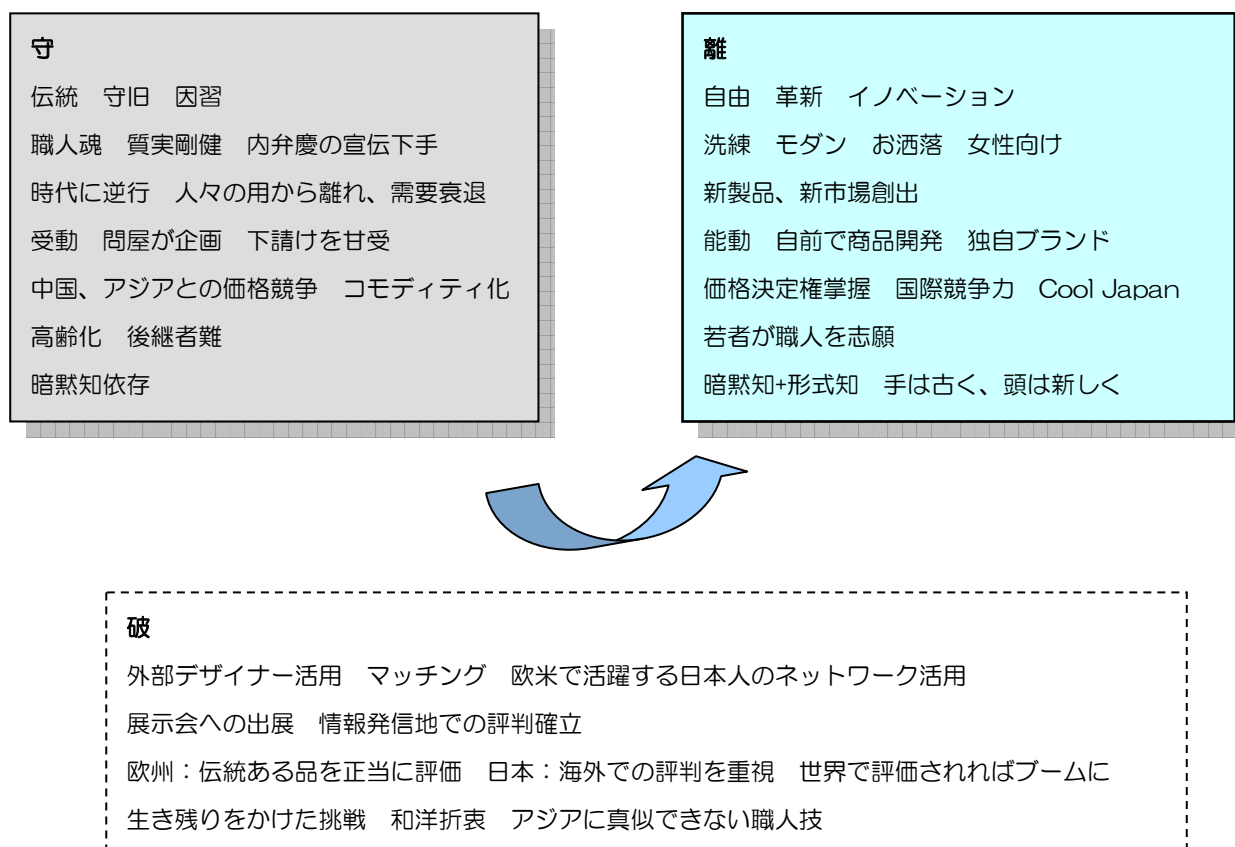 守
伝統　守旧　因習
職人魂　質実剛健　内弁慶の宣伝下手
時代に逆行　人々の用から離れ、需要衰退
受動　問屋が企画　下請けを甘受
中国、アジアとの価格競争　コモディティ化
高齢化　後継者難
暗黙知依存
離
自由　革新　イノベーション
洗練　モダン　お洒落　女性向け
新製品、新市場創出
能動　自前で商品開発　独自ブランド
価格決定権掌握　国際競争力　Cool Japan
若者が職人を志願
暗黙知+形式知　手は古く、頭は新しく
破
外部デザイナー活用　マッチング　欧米で活躍する日本人のネットワーク活用
展示会への出展　情報発信地での評判確立
欧州：伝統ある品を正当に評価　日本：海外での評判を重視　世界で評価されればブームに
生き残りをかけた挑戦　和洋折衷　アジアに真似できない職人技